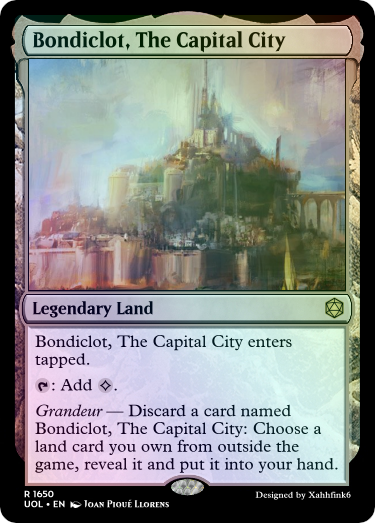 Bondiclot, The Capital City
Legendary Land
Bondiclot, The Capital City enters
tapped.
: Add .
Grandeur — Discard a card named
Bondiclot, The Capital City: Choose a
land card you own from outside the
game, reveal it and put it into your hand.
R 1650
UOL • EN Joan Piqué Llorens
Designed by Xahhfink6